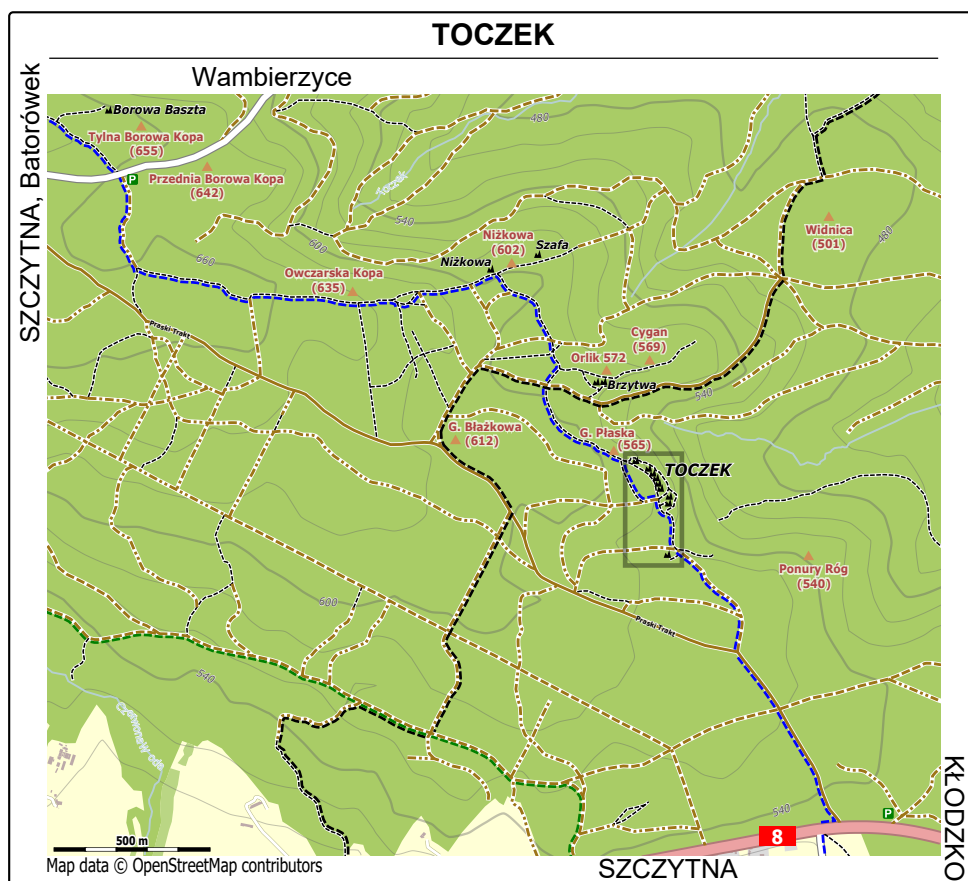 TOCZEK
Wambierzyce
SZCZYTNA, Batorówek
Borowa Baszta
Tylna Borowa Kopa
(655)
P
Przednia Borowa Kopa
(642)
480
Toczek
540
600
660
Niżkowa
(602)
Szafa
Niżkowa
Owczarska Kopa
(635)
Widnica
(501)
480
Praski Trakt
Cygan
(569)
Orlik 572
Brzytwa
540
G. Błażkowa
(612)
G. Płaska
(565)
TOCZEK
Ponury Róg
(540)
600
Praski Trakt
540
Czerwona Woda
540
P
8
500 m
KŁODZKO
Map data © OpenStreetMap contributors
SZCZYTNA